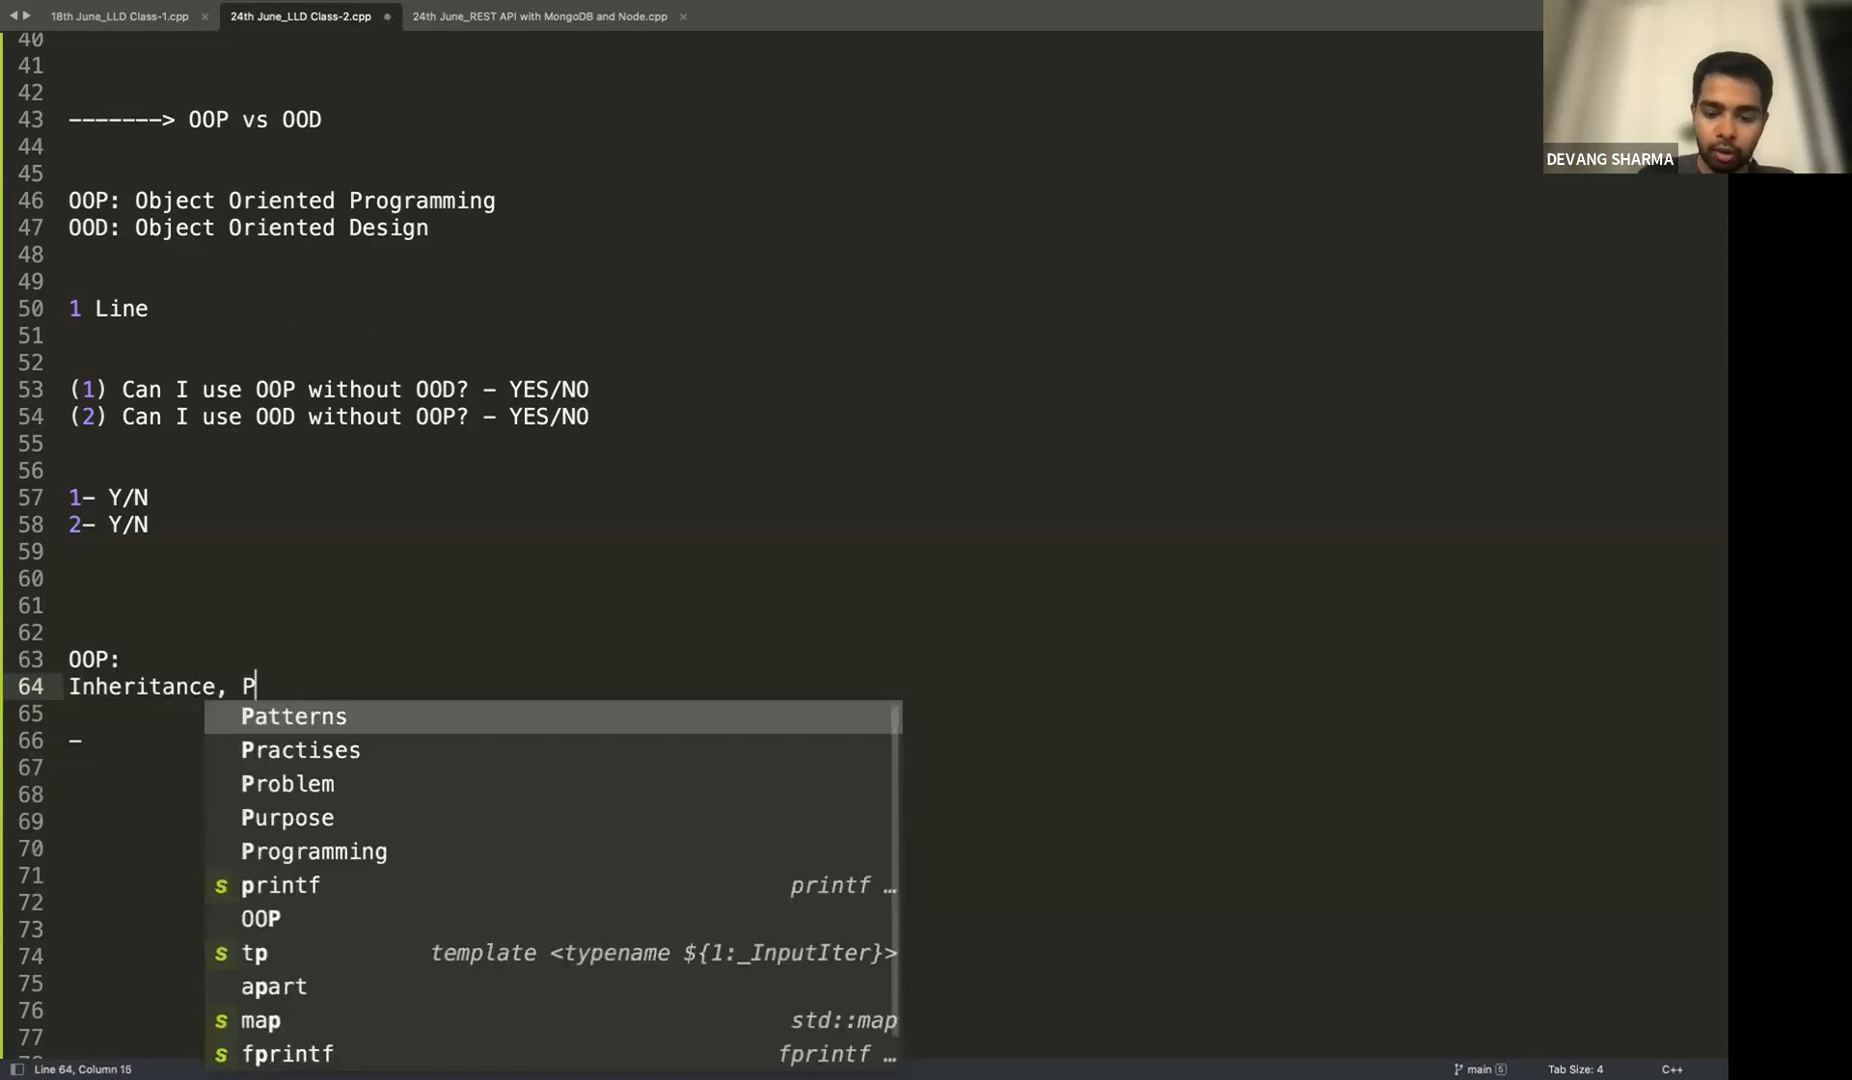 18th June_LLD Class-1.cpp × 24th June_LLD Class-2.cpp 24th June_REST API with MongoDB and Node.cpp ×
DEVANG SHARMA
40
41
42
43 -------> OOP vs OOD
44
45
46 OOP: Object Oriented Programming
47 OOD: Object Oriented Design
48
49
50 1 Line
51
52
53 (1) Can I use OOP without OOD? - YES/NO
54 (2) Can I use OOD without OOP? - YES/NO
55
56
57 1- Y/N
58 2- Y/N
59
60
61
62
63 OOP:
64 Inheritance, P
65 Patterns
66 -
Practises
67 Problem
68
69 Purpose
70 Programming
71 s printf printf …
72 OOP
73
74 s tp template <typename ${1:_InputIter}>
75 apart
76 s map std::map
77 s fprintf fprintf …
Line 64, Column 15 main 5 Tab Size: 4 C++